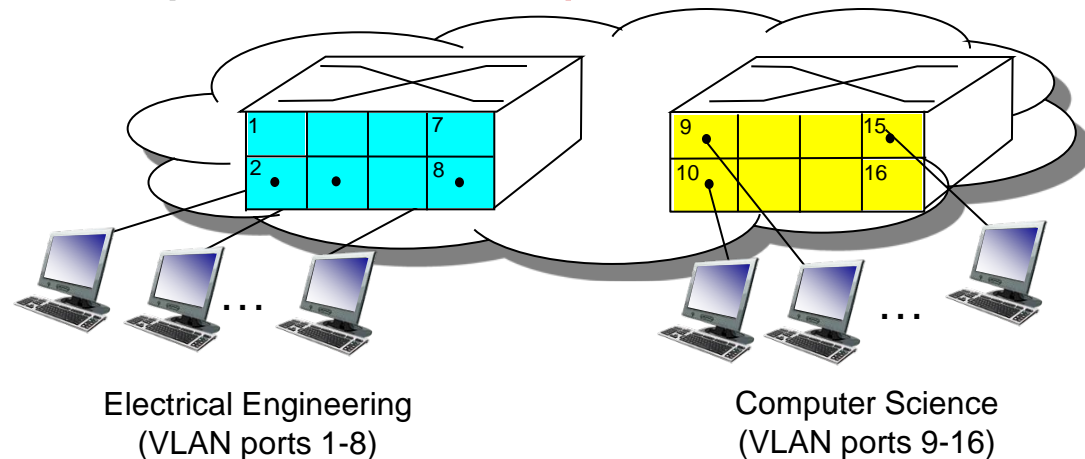 1 7
2 8
9 15
10 16
... ...
Electrical Engineering
(VLAN ports 1-8)
Computer Science
(VLAN ports 9-16)